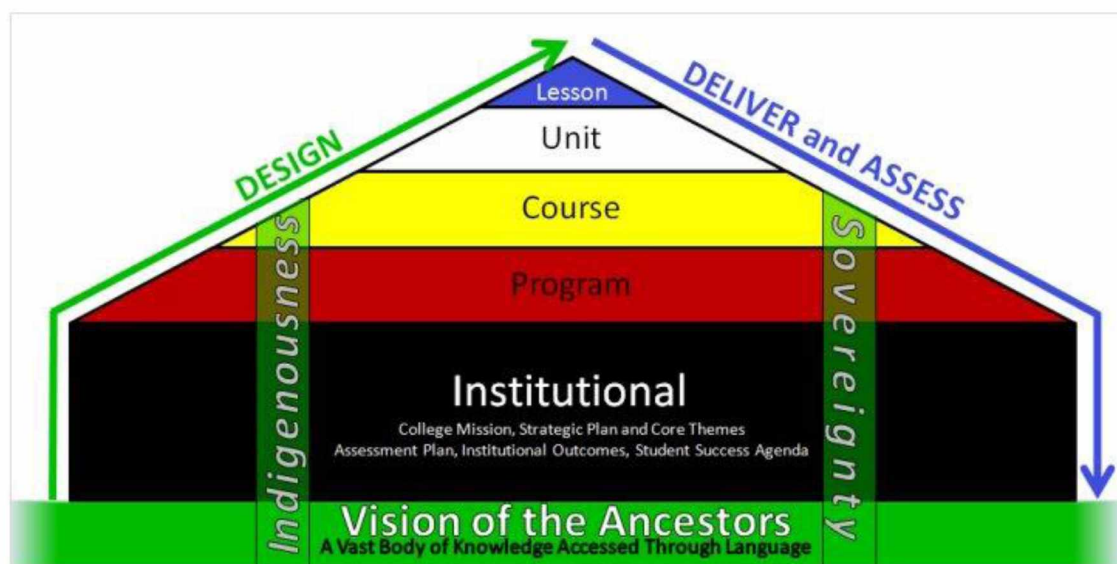 DESIGN
DELIVER and ASSESS
Lesson
Unit
Course
Program
Indigenousness
Sovereignty
Institutional
College Mission, Strategic Plan and Core Themes
Assessment Plan, Institutional Outcomes, Student Success Agenda
Vision of the Ancestors
A Vast Body of Knowledge Accessed Through Language